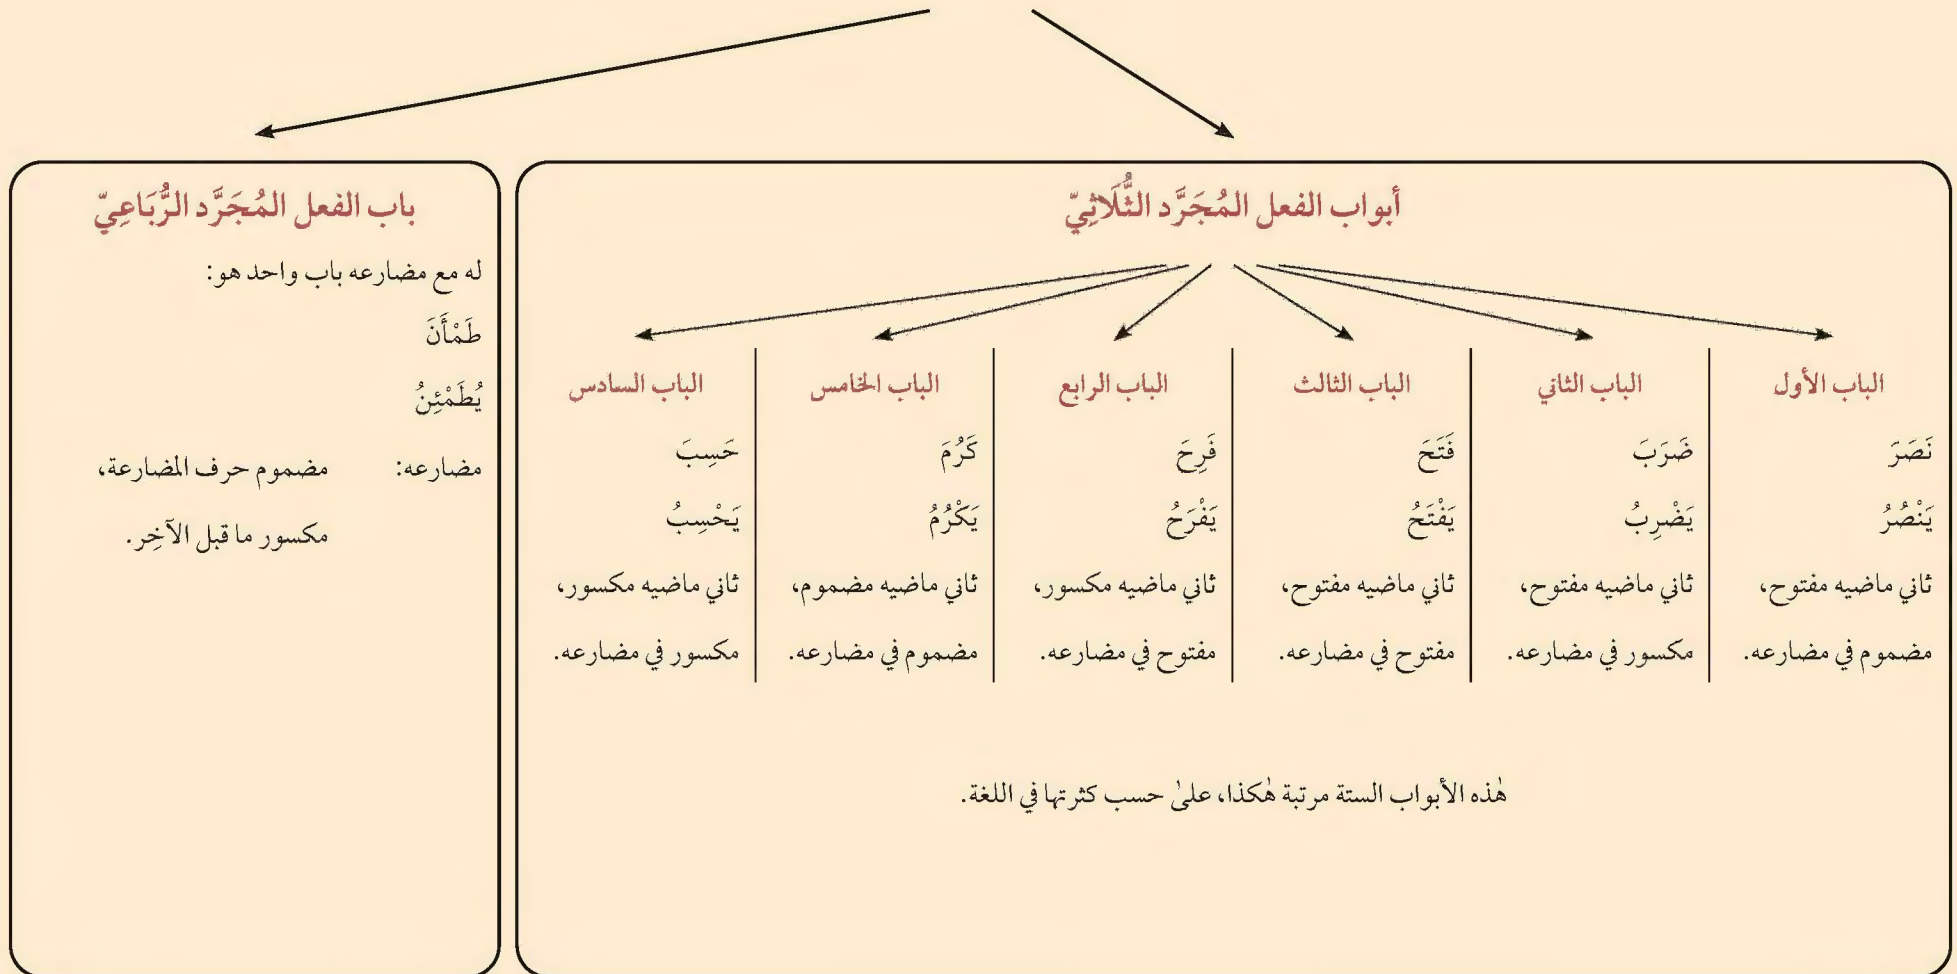 أبواب الفعل المُجَرَّد الثُّلَاثِيّ
الباب الأول
نَصَرَ
يَنْصُرُ
ثاني ماضيه مفتوح،
مضموم في مضارعه.
الباب الثاني
ضَرَبَ
يَضْرِبُ
ثاني ماضيه مفتوح،
مكسور في مضارعه.
الباب الثالث
فَتَحَ
يَفْتَحُ
ثاني ماضيه مفتوح،
مفتوح في مضارعه.
الباب الرابع
فَرِحَ
يَفْرَحُ
ثاني ماضيه مكسور،
مفتوح في مضارعه.
الباب الخامس
كَرُمَ
يَكْرُمُ
ثاني ماضيه مضموم،
مضموم في مضارعه.
الباب السادس
حَسِبَ
يَحْسِبُ
ثاني ماضيه مكسور،
مكسور في مضارعه.
هٰذه الأبواب الستة مرتبة هٰكذا، علىٰ حسب كثرتها في اللغة.
باب الفعل المُجَرَّد الرُّبَاعِيّ
له مع مضارعه باب واحد هو:
طَمْأَنَ
يُطَمْئِنُ
مضارعه: مضموم حرف المضارعة،
مكسور ما قبل الآخِر.